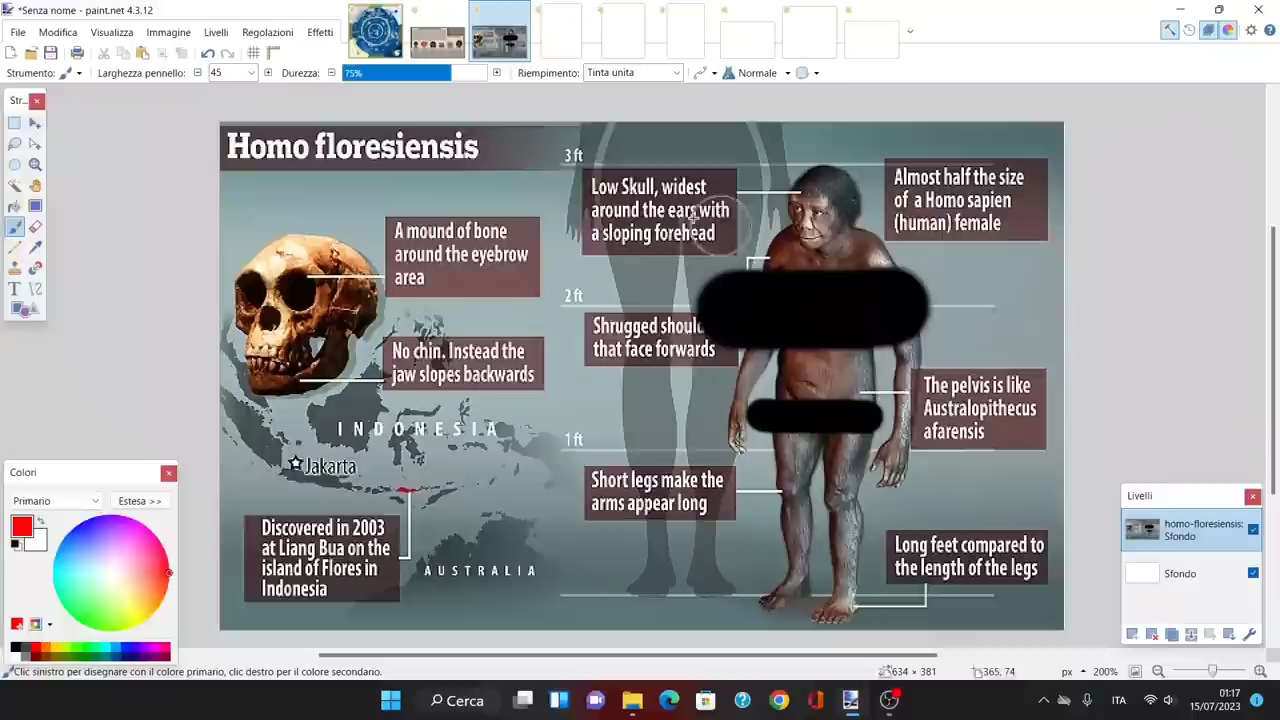 *Senza nome - paint.net 4.3.12
File Modifica Visualizza Immagine Livelli Regolazioni Effetti
Strumento: Larghezza pennello: 45 Durezza: 75% Riempimento: Tinta unita Normale
Str...
Homo floresiensis
3 ft
Low Skull, widest
around the ears with
a sloping forehead
Almost half the size
of a Homo sapien
(human) female
A mound of bone
around the eyebrow
area
2 ft
Shrugged should
that face forwards
No chin. Instead the
jaw slopes backwards
The pelvis is like
Australopithecus
afarensis
INDONESIA
Jakarta
1 ft
Short legs make the
arms appear long
Discovered in 2003
at Liang Bua on the
island of Flores in
Indonesia
AUSTRALIA
Long feet compared to
the length of the legs
Colori
Primario Estesa >>
Livelli
homo-floresiensis:
Sfondo
Sfondo
Clic sinistro per disegnare con il colore primario, clic destro per il colore secondario.
634 × 381 365, 74 px 200%
Cerca
ITA
01:17
15/07/2023